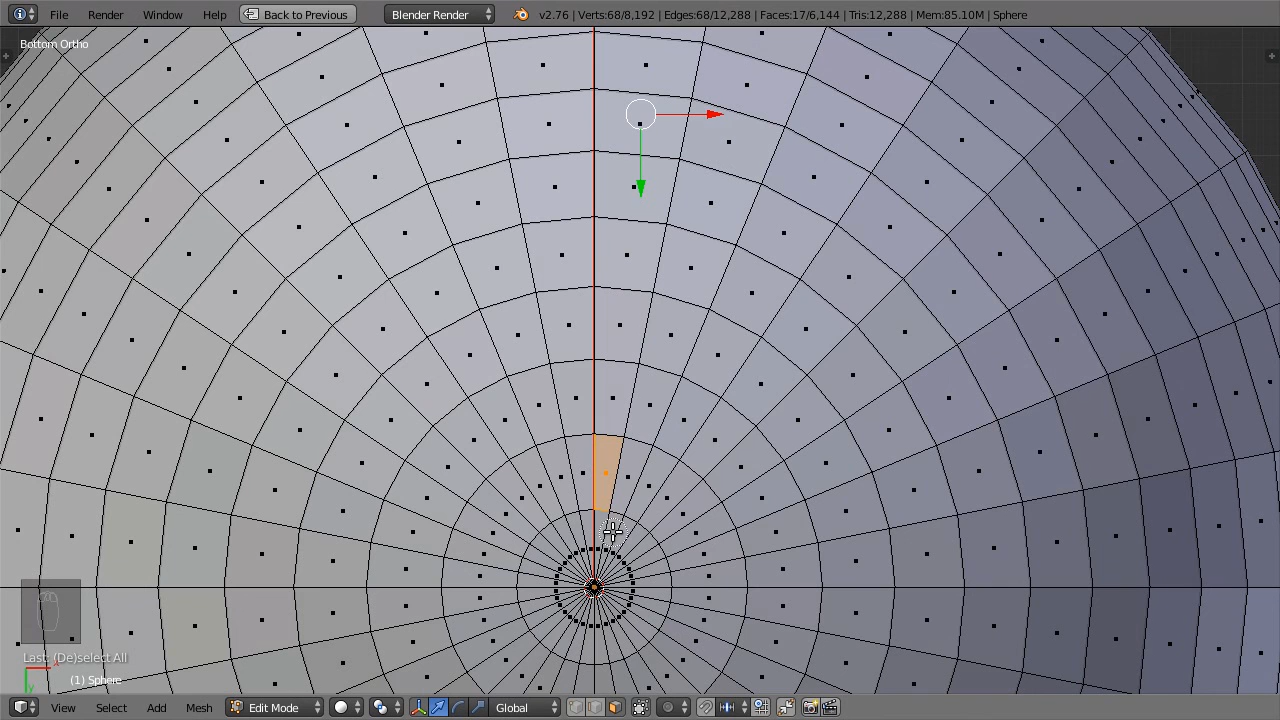 File Render Window Help Back to Previous Blender Render v2.76 | Verts:68/8,192 | Edges:68/12,288 | Faces:17/6,144 | Tris:12,288 | Mem:85.10M | Sphere
Bottom Ortho
Last: (De)select All
x
(1) Sphere
y
View Select Add Mesh Edit Mode Global